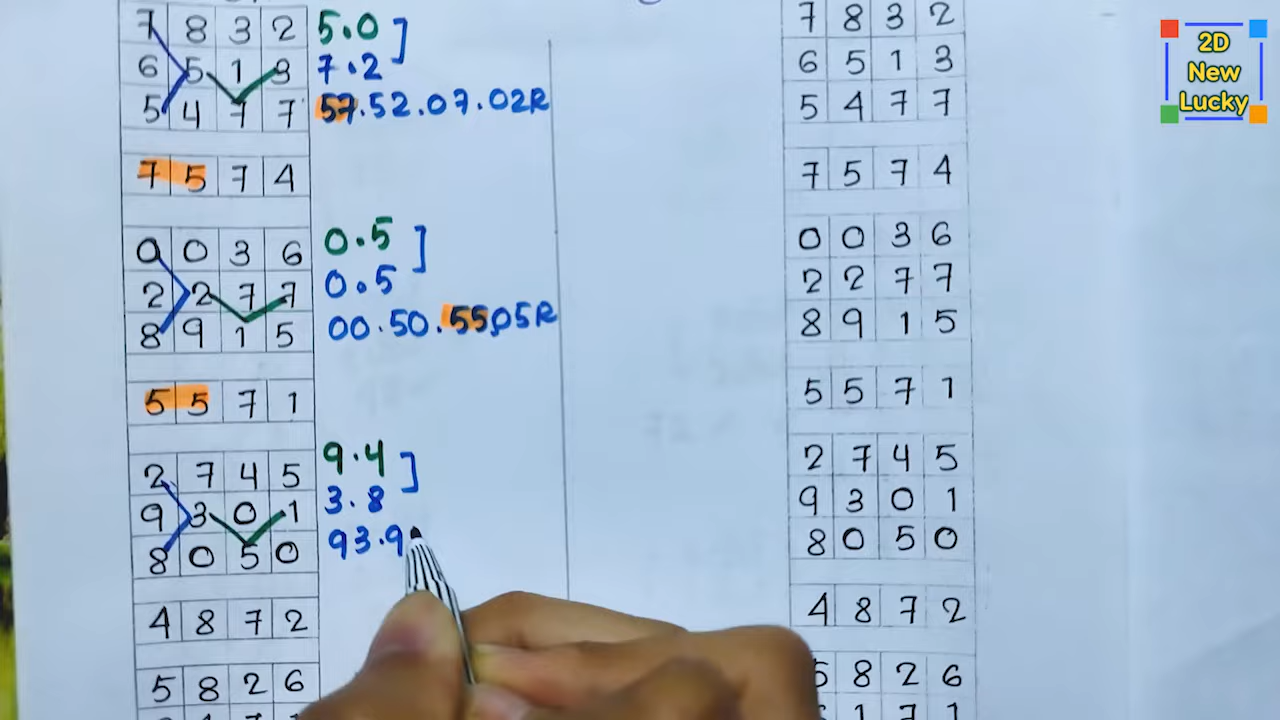 7 8 3 2 5.0 ]
6 5 1 3 7.2
5 4 7 7 57.52.07.02R
7 5 7 4
0 0 3 6 0.5 ]
2 2 7 7 0.5
8 9 1 5 00.50.55.05R
5 5 7 1
2 7 4 5 9.4 ]
9 3 0 1 3.8
8 0 5 0 93.9
4 8 7 2
5 8 2 6
7 8 3 2
6 5 1 3
5 4 7 7
7 5 7 4
0 0 3 6
2 2 7 7
8 9 1 5
5 5 7 1
2 7 4 5
9 3 0 1
8 0 5 0
4 8 7 2
5 8 2 6
1 7 1
2D
New
Lucky